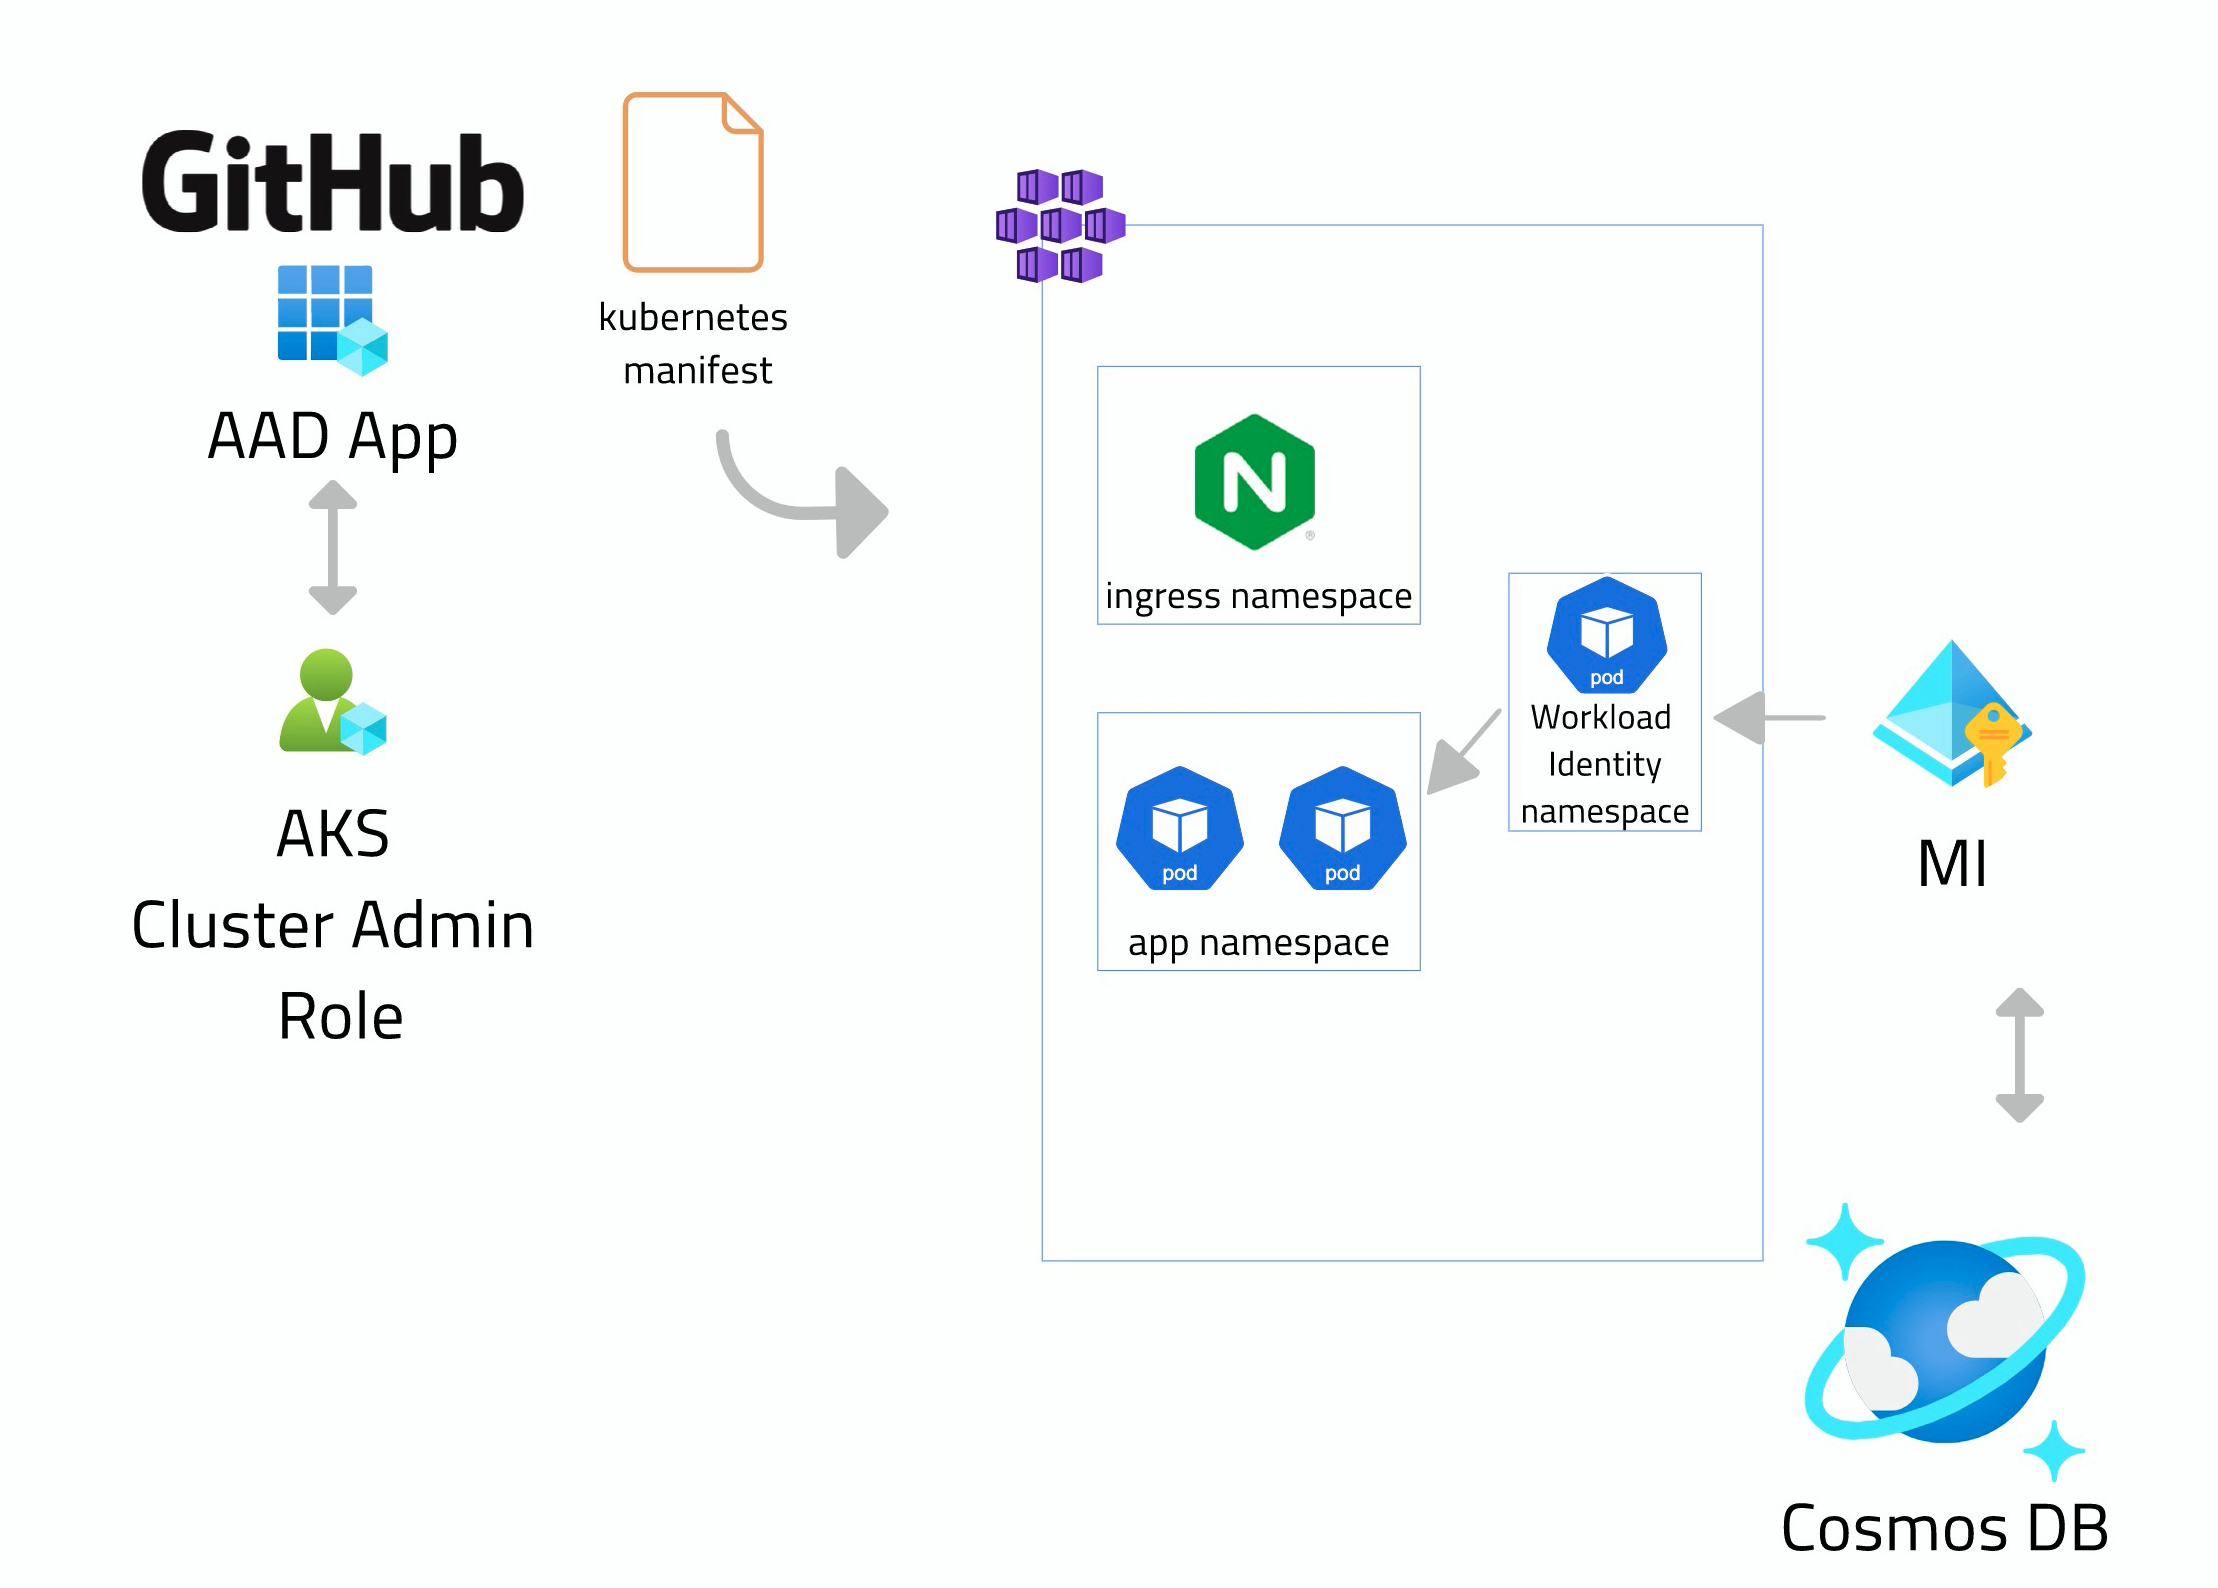 GitHub
AAD App
AKS
Cluster Admin
Role
kubernetes
manifest
N
®
ingress namespace
pod
Workload
Identity
namespace
pod
pod
app namespace
MI
Cosmos DB